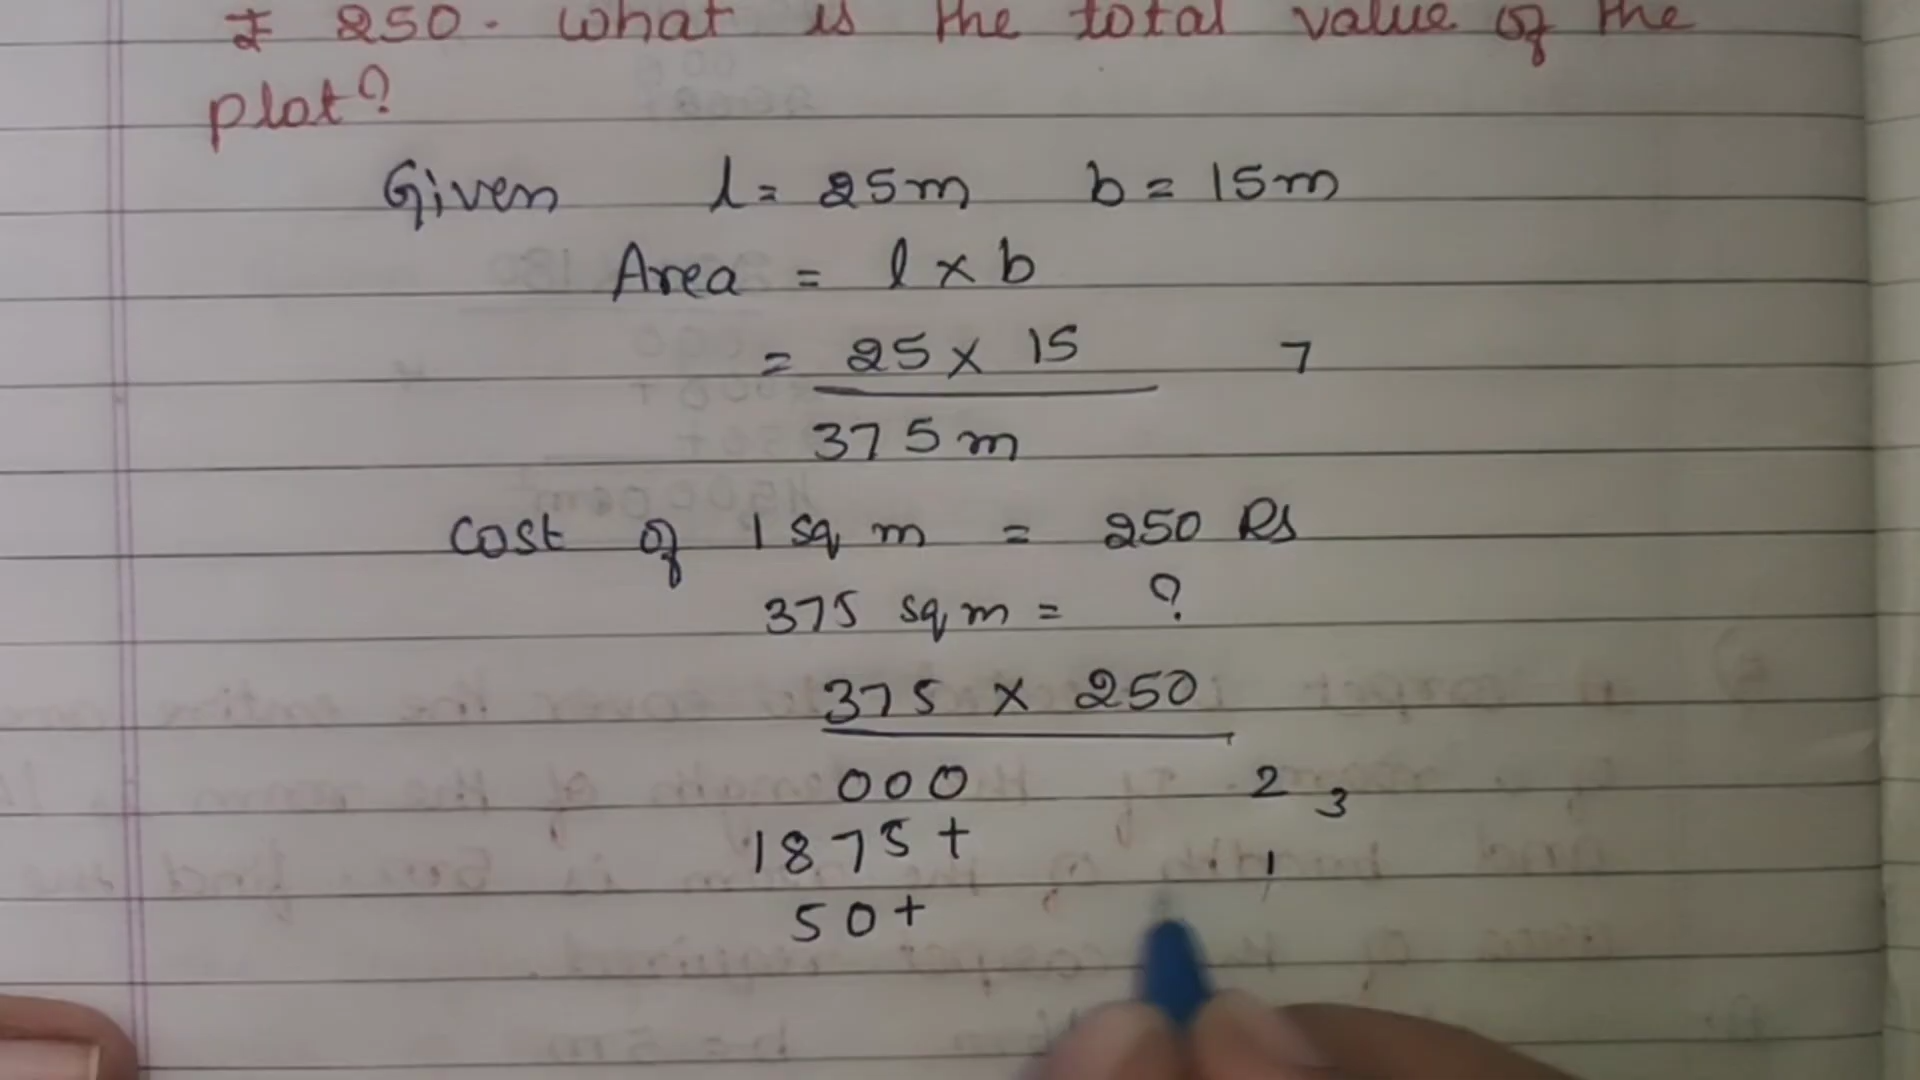 ₹ 250. What is the total value of the
plot?
Given l = 25m b = 15m
Area = l × b
= 25 × 15 7
375 m
Cost of 1 sq m = 250 Rs
375 sq m = ?
375 × 250
000 2 3
1875+ 1
50+